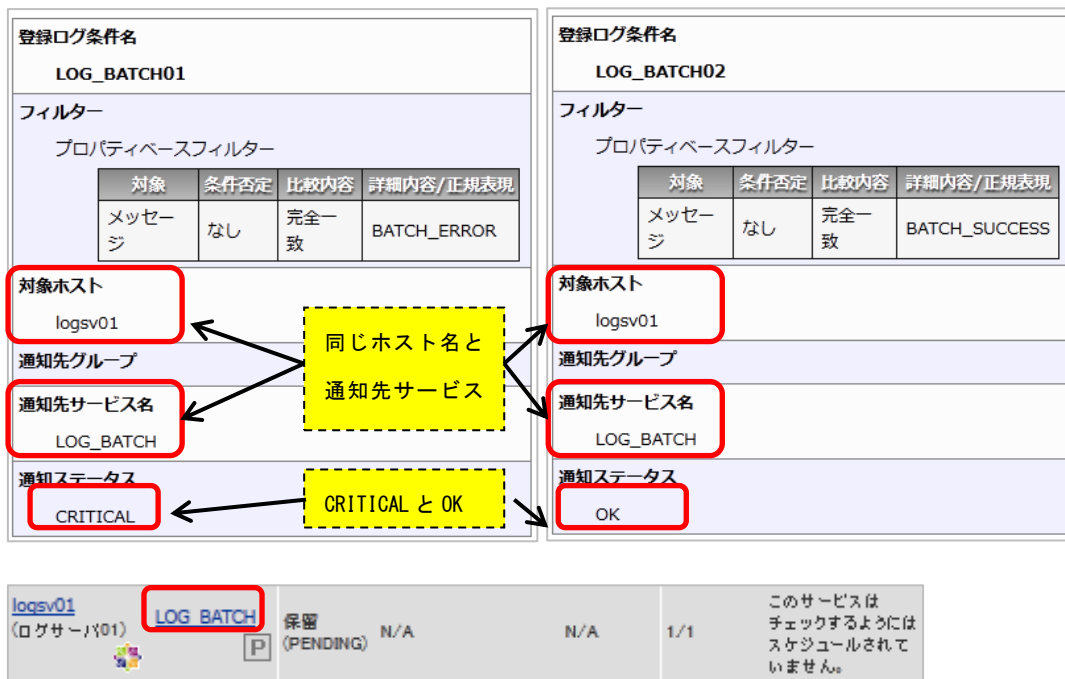 登録ログ条件名
LOG_BATCH01
フィルター
プロパティベースフィルター
対象 条件否定 比較内容 詳細内容/正規表現
メッセー
ジ
なし
完全一
致
BATCH_ERROR
対象ホスト
logsv01
通知先グループ
通知先サービス名
LOG_BATCH
通知ステータス
CRITICAL
同じホスト名と
通知先サービス
CRITICAL と OK
登録ログ条件名
LOG_BATCH02
フィルター
プロパティベースフィルター
対象 条件否定 比較内容 詳細内容/正規表現
メッセー
ジ
なし
完全一
致
BATCH_SUCCESS
対象ホスト
logsv01
通知先グループ
通知先サービス名
LOG_BATCH
通知ステータス
OK
logsv01
(ログサーバ01)
LOG_BATCH
P
保留
(PENDING)
N/A
N/A
1/1
このサービスは
チェックするようには
スケジュールされて
いません。